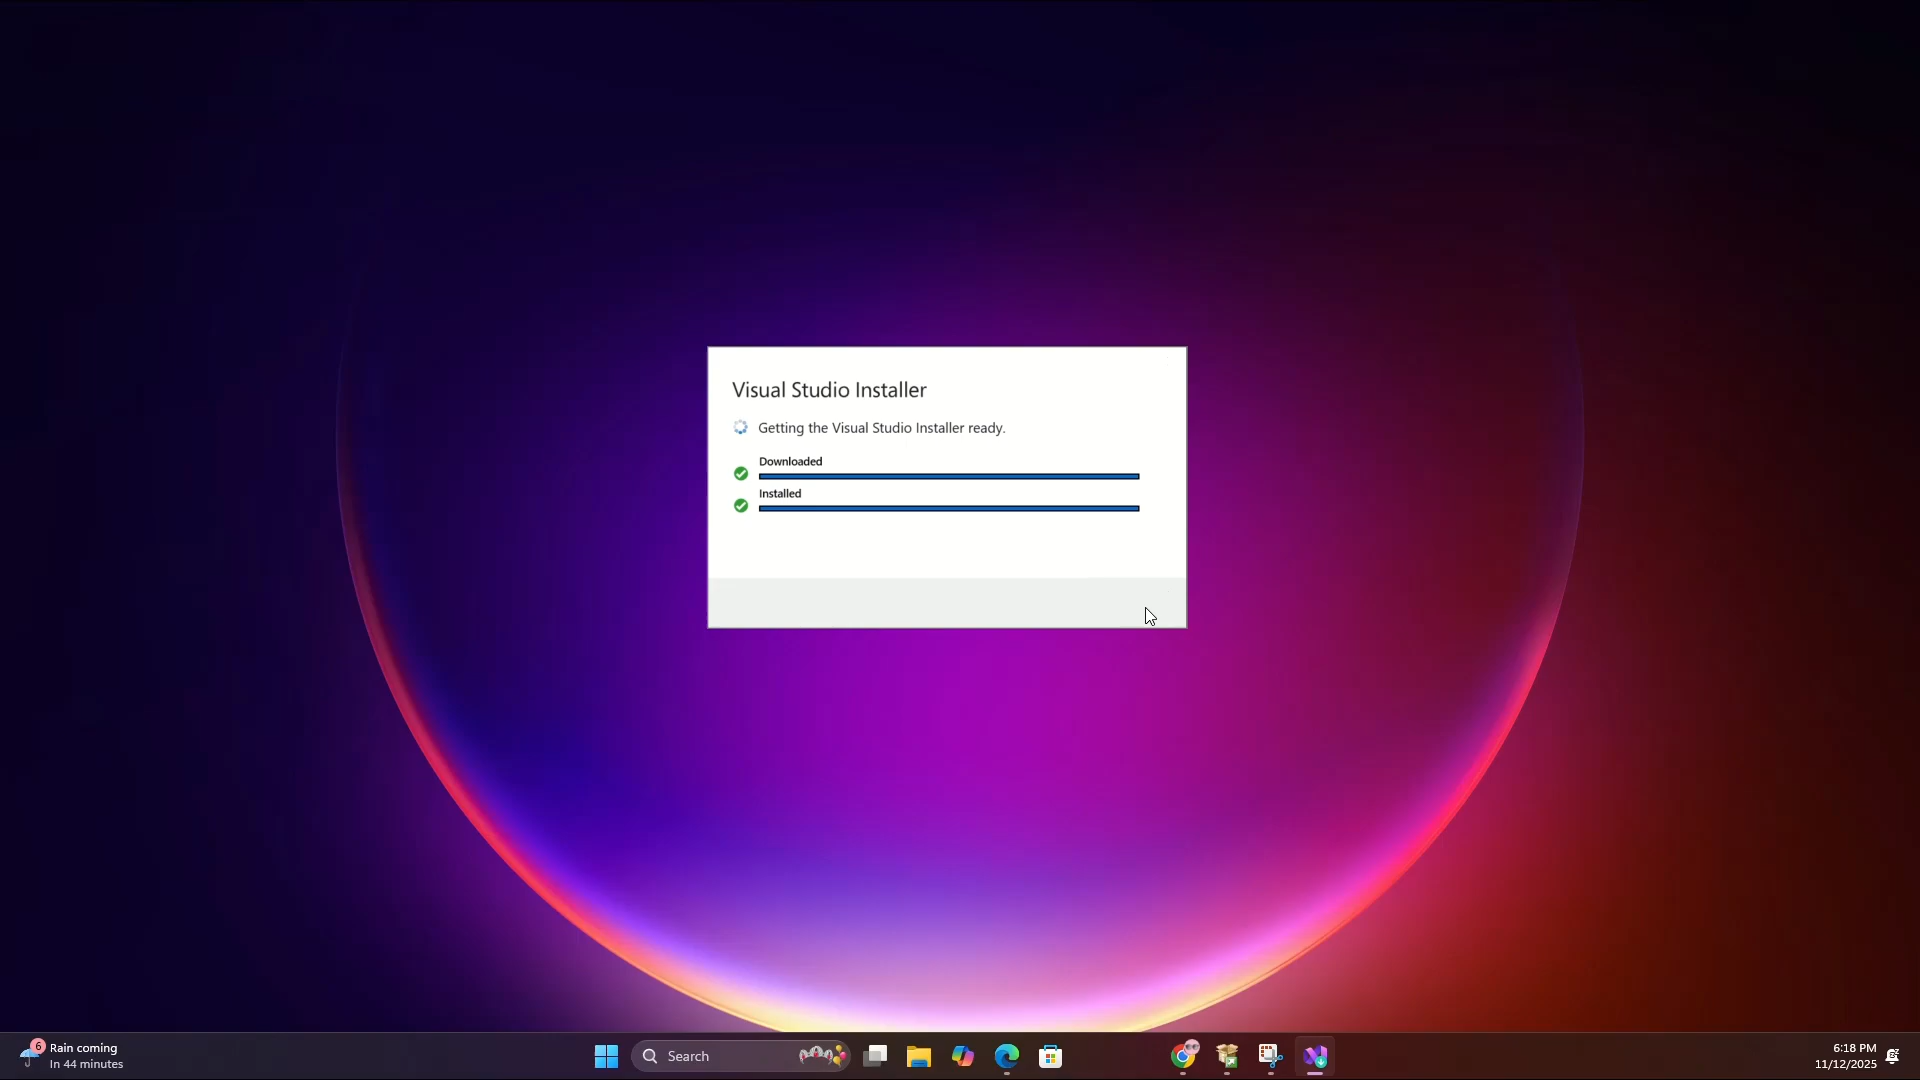 Visual Studio Installer
Getting the Visual Studio Installer ready.
Downloaded
Installed
6
Rain coming
In 44 minutes
Search
6:18 PM
11/12/2025